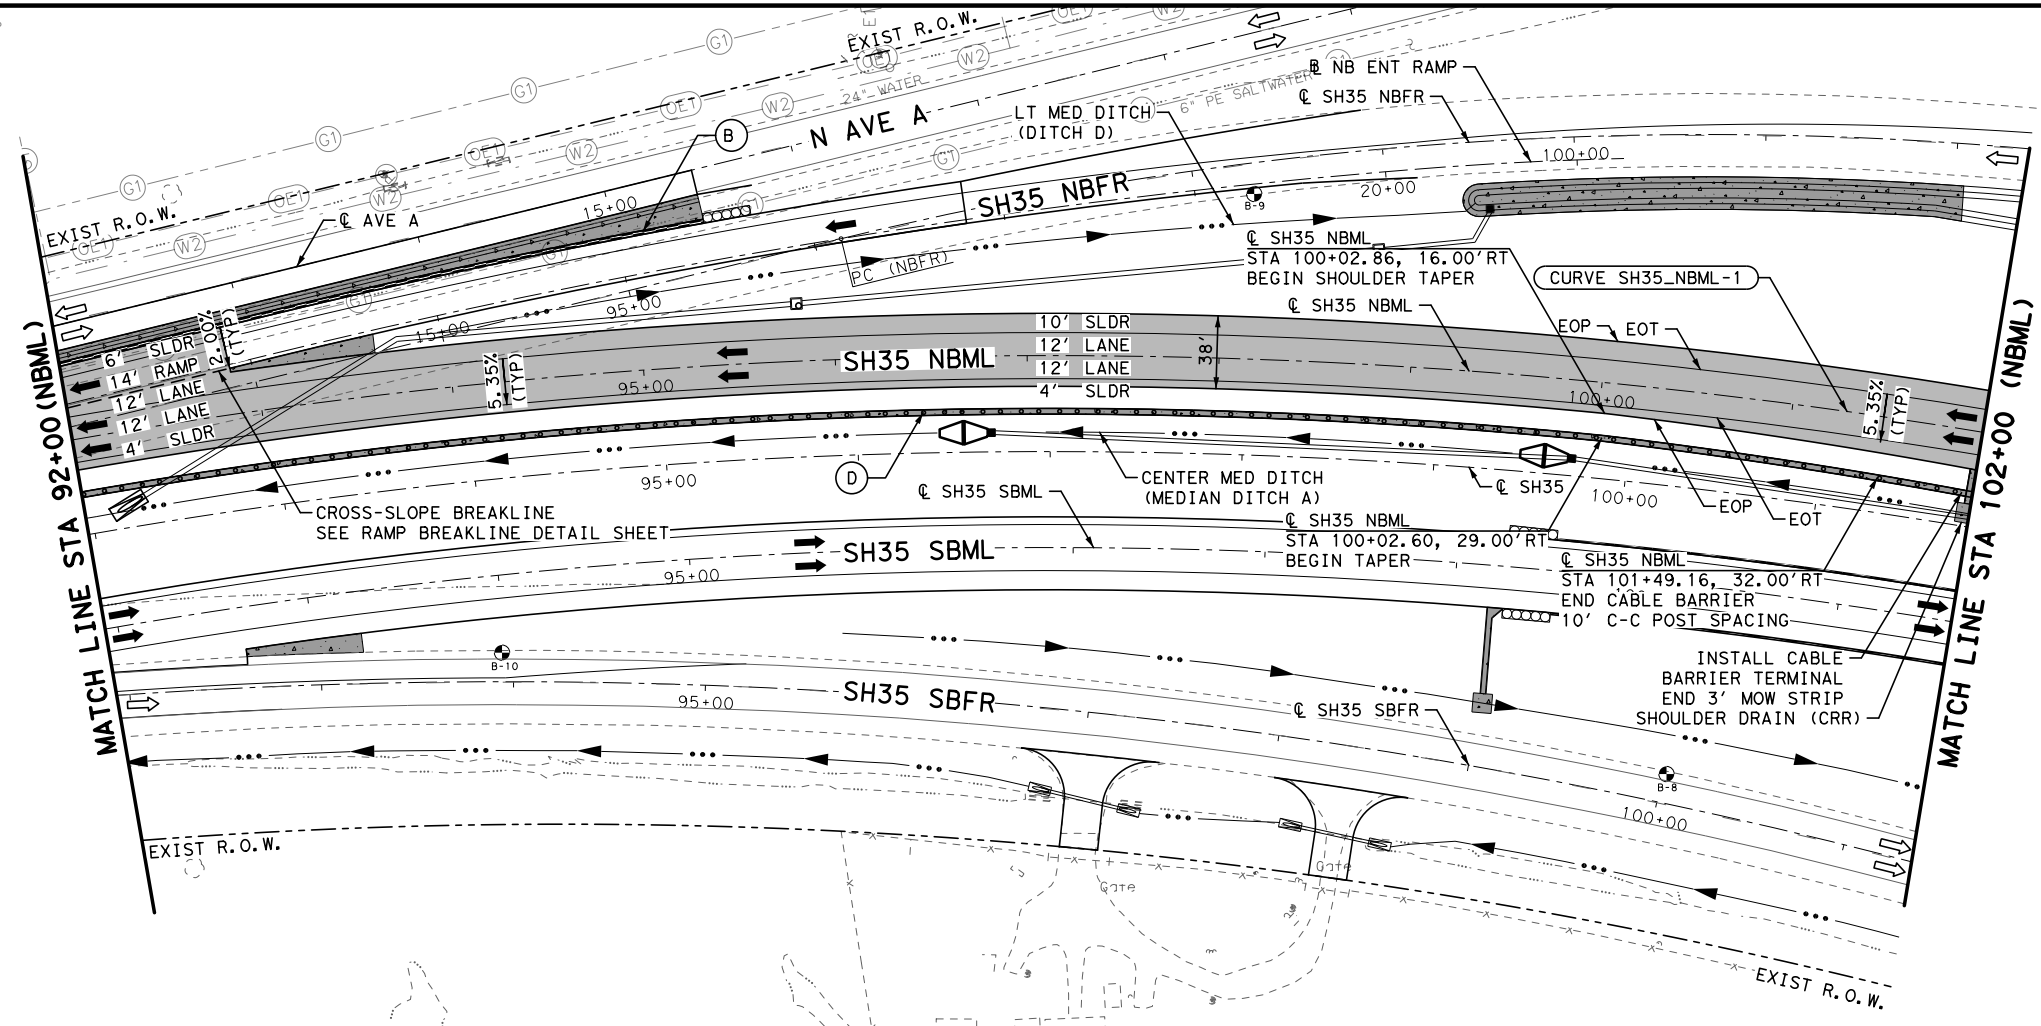 EXIST R.O.W.
G1
W2
OE1
24" WATER
6" PE SALTWATER
℄ NB ENT RAMP
℄ SH35 NBFR
LT MED DITCH
(DITCH D)
N AVE A
B
100+00
EXIST R.O.W.
℄ AVE A
15+00
SH35 NBFR
20+00
B-9
PC (NBFR)
℄ SH35 NBML
STA 100+02.86, 16.00'RT
BEGIN SHOULDER TAPER
CURVE SH35_NBML-1
℄ SH35 NBML
EOP
EOT
95+00
15+00
2.00%
(TYP)
6' SLDR
14' RAMP
12' LANE
12' LANE
4' SLDR
10' SLDR
12' LANE
12' LANE
4' SLDR
38'
SH35 NBML
5.35%
(TYP)
95+00
100+00
5.35%
(TYP)
MATCH LINE STA 92+00(NBML)
MATCH LINE STA 102+00 (NBML)
D
CENTER MED DITCH
(MEDIAN DITCH A)
95+00
℄ SH35 SBML
℄ SH35
100+00
EOP
EOT
CROSS-SLOPE BREAKLINE
SEE RAMP BREAKLINE DETAIL SHEET
℄ SH35 NBML
STA 100+02.60, 29.00'RT
BEGIN TAPER
SH35 SBML
95+00
℄ SH35 NBML
STA 101+49.16, 32.00'RT
END CABLE BARRIER
10' C-C POST SPACING
B-10
INSTALL CABLE
BARRIER TERMINAL
END 3' MOW STRIP
SHOULDER DRAIN (CRR)
SH35 SBFR
95+00
℄ SH35 SBFR
B-8
100+00
EXIST R.O.W.
Gate
Gate
EXIST R.O.W.